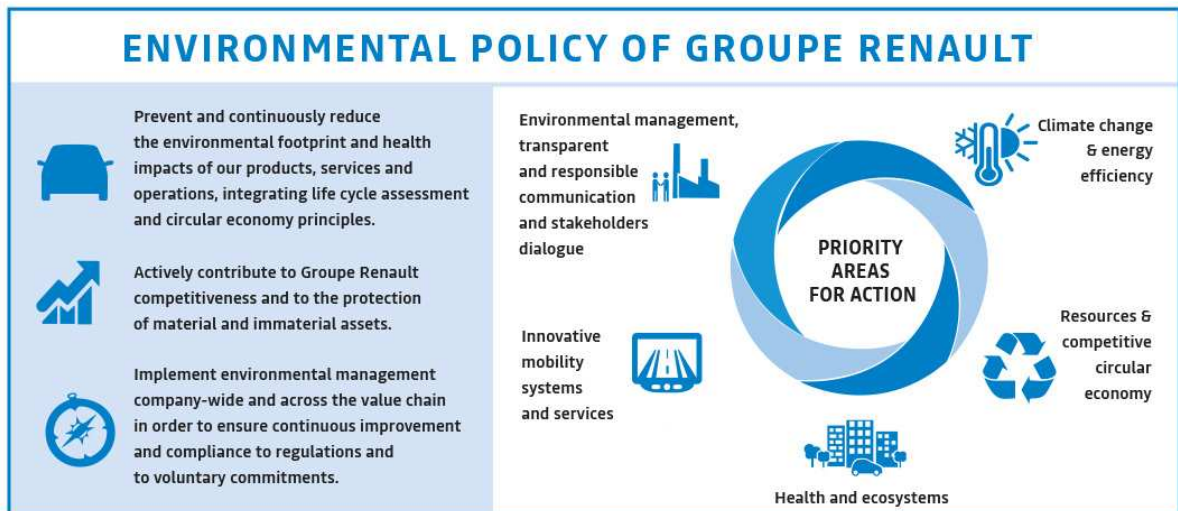 ENVIRONMENTAL POLICY OF GROUPE RENAULT
Prevent and continuously reduce
the environmental footprint and health
impacts of our products, services and
operations, integrating life cycle assessment
and circular economy principles.
Actively contribute to Groupe Renault
competitiveness and to the protection
of material and immaterial assets.
Implement environmental management
company-wide and across the value chain
in order to ensure continuous improvement
and compliance to regulations and
to voluntary commitments.
Environmental management,
transparent
and responsible
communication
and stakeholders
dialogue
Climate change
& energy
efficiency
PRIORITY
AREAS
FOR ACTION
Innovative
mobility
systems
and services
Resources &
competitive
circular
economy
Health and ecosystems